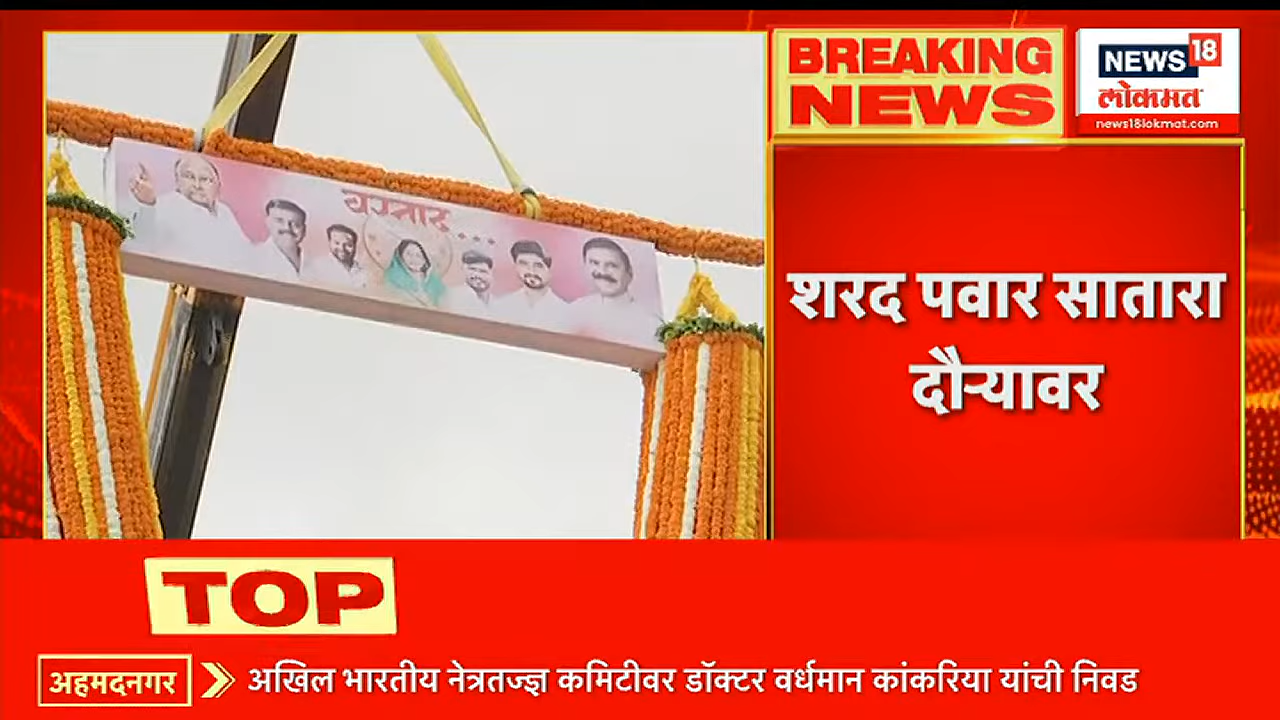 BREAKING
NEWS
NEWS18
लोकमत
news18lokmat.com
वस्ताद...
शरद पवार सातारा
दौऱ्यावर
TOP
अहमदनगर
अखिल भारतीय नेत्रतज्ज्ञ कमिटीवर डॉक्टर वर्धमान कांकरिया यांची निवड